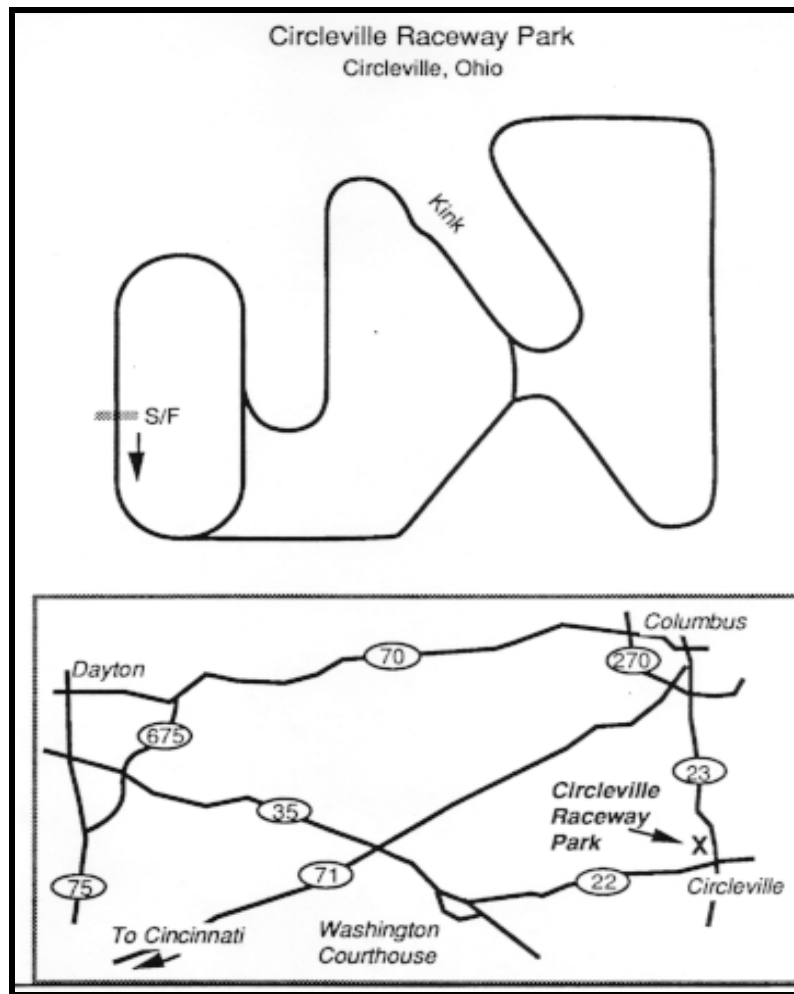 Circleville Raceway Park
Circleville, Ohio
Kink
S/F
Columbus
Dayton
70
270
675
23
Circleville
Raceway
Park
X
35
71
22
75
Circleville
To Cincinnati
Washington
Courthouse